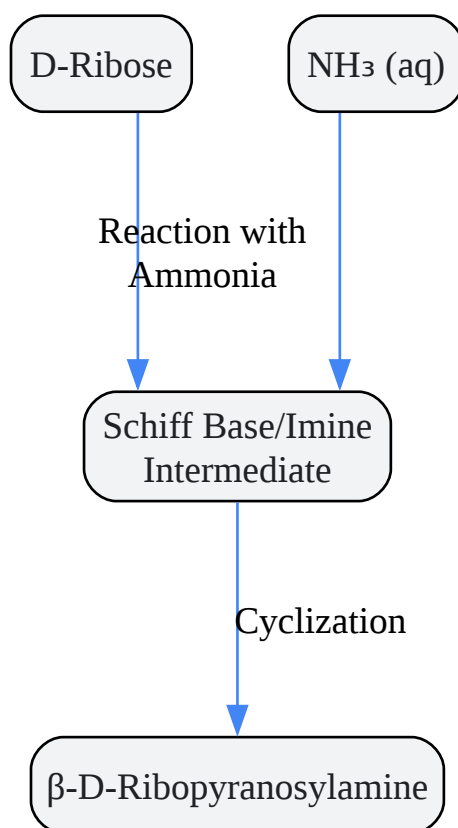 D-Ribose
NH₃ (aq)
Reaction with
Ammonia
Schiff Base/Imine
Intermediate
Cyclization
β-D-Ribopyranosylamine